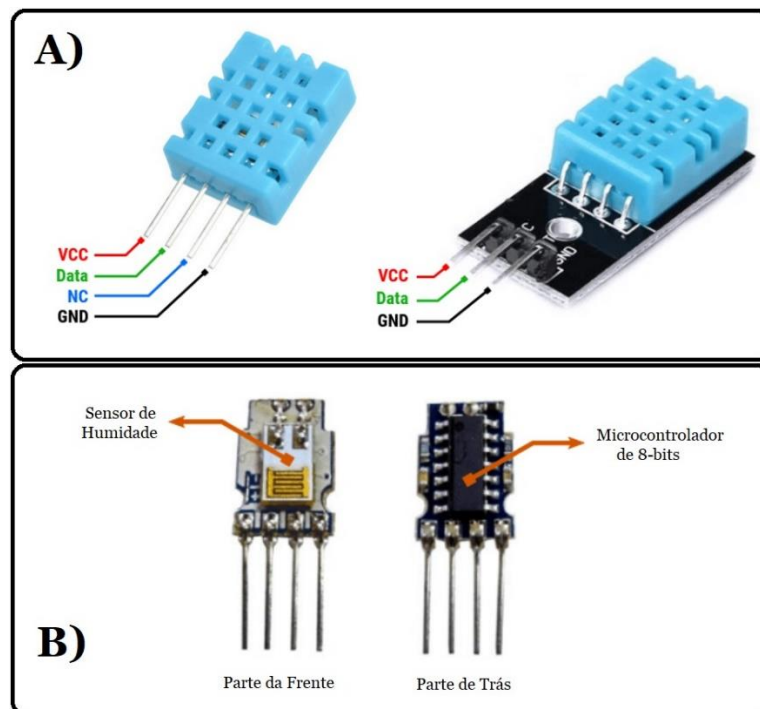 A)
VCC
Data
NC
GND
VCC
Data
GND
C
GND
Sensor de
Humidade
Microcontrolador
de 8-bits
B)
Parte da Frente
Parte de Trás